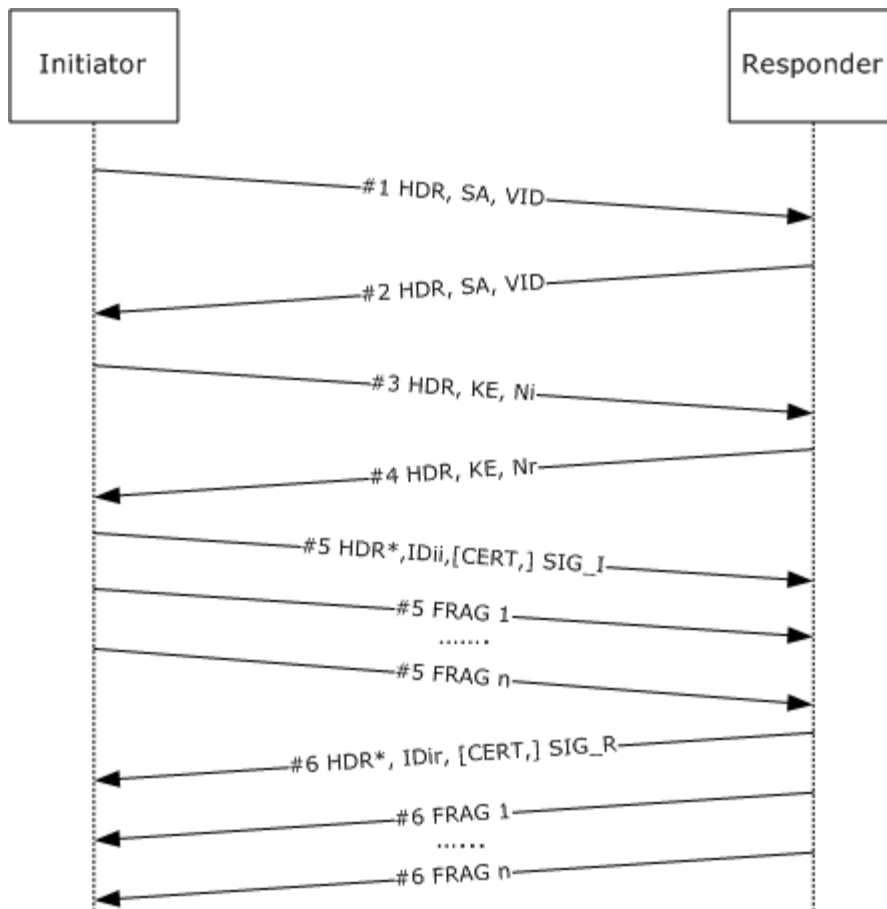 Initiator
Responder
#1 HDR, SA, VID
#2 HDR, SA, VID
#3 HDR, KE, Ni
#4 HDR, KE, Nr
#5 HDR*,IDii,[CERT,] SIG_I
#5 FRAG 1
.......
#5 FRAG n
#6 HDR*, IDir, [CERT,] SIG_R
#6 FRAG 1
......
#6 FRAG n